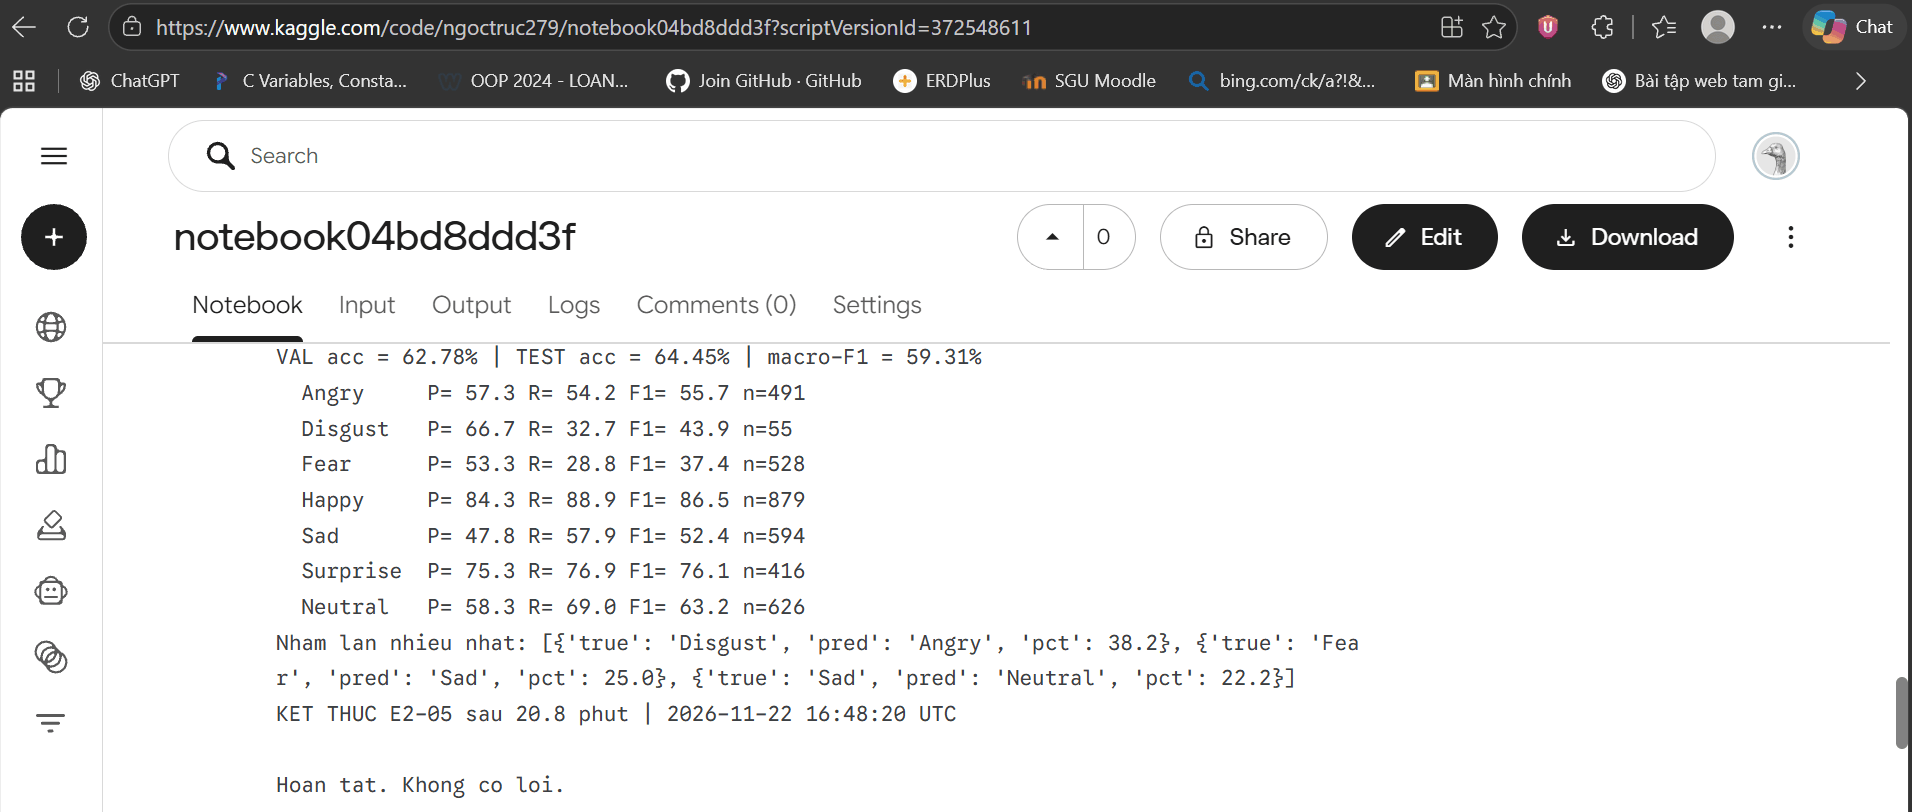 https://www.kaggle.com/code/ngoctruc279/notebook04bd8ddd3f?scriptVersionId=372548611
Chat
ChatGPT
C Variables, Consta...
OOP 2024 - LOAN...
Join GitHub · GitHub
ERDPlus
SGU Moodle
bing.com/ck/a?!&...
Màn hình chính
Bài tập web tam gi...
Search
notebook04bd8ddd3f
0
Share
Edit
Download
Notebook
Input
Output
Logs
Comments (0)
Settings
VAL acc = 62.78% | TEST acc = 64.45% | macro-F1 = 59.31%
Angry P= 57.3 R= 54.2 F1= 55.7 n=491
Disgust P= 66.7 R= 32.7 F1= 43.9 n=55
Fear P= 53.3 R= 28.8 F1= 37.4 n=528
Happy P= 84.3 R= 88.9 F1= 86.5 n=879
Sad P= 47.8 R= 57.9 F1= 52.4 n=594
Surprise P= 75.3 R= 76.9 F1= 76.1 n=416
Neutral P= 58.3 R= 69.0 F1= 63.2 n=626
Nham lan nhieu nhat: [{'true': 'Disgust', 'pred': 'Angry', 'pct': 38.2}, {'true': 'Fea
r', 'pred': 'Sad', 'pct': 25.0}, {'true': 'Sad', 'pred': 'Neutral', 'pct': 22.2}]
KET THUC E2-05 sau 20.8 phut | 2026-11-22 16:48:20 UTC
Hoan tat. Khong co loi.